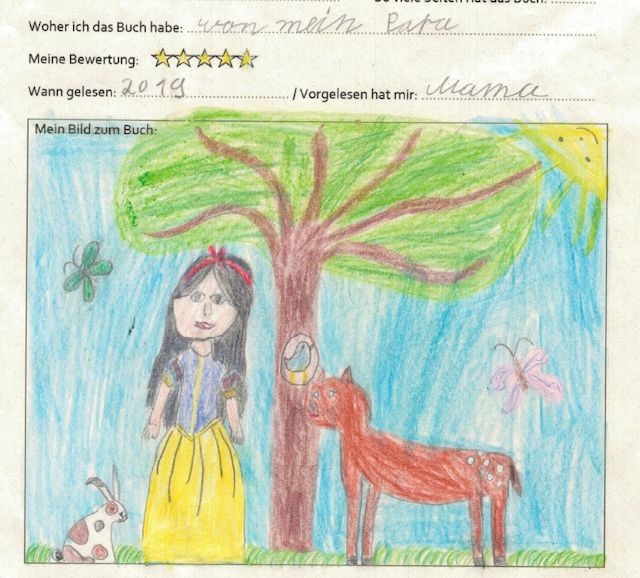 So viele Seiten hat das Buch:
Woher ich das Buch habe: von mein Papa
Meine Bewertung:
Wann gelesen: 2019 / Vorgelesen hat mir: Mama
Mein Bild zum Buch: